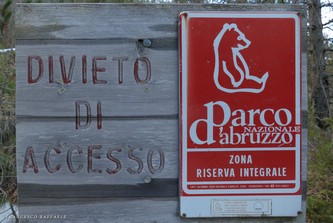 DIVIETO
DI
ACCESSO
Parco
NAZIONALE
d'abruzzo
ZONA
RISERVA INTEGRALE